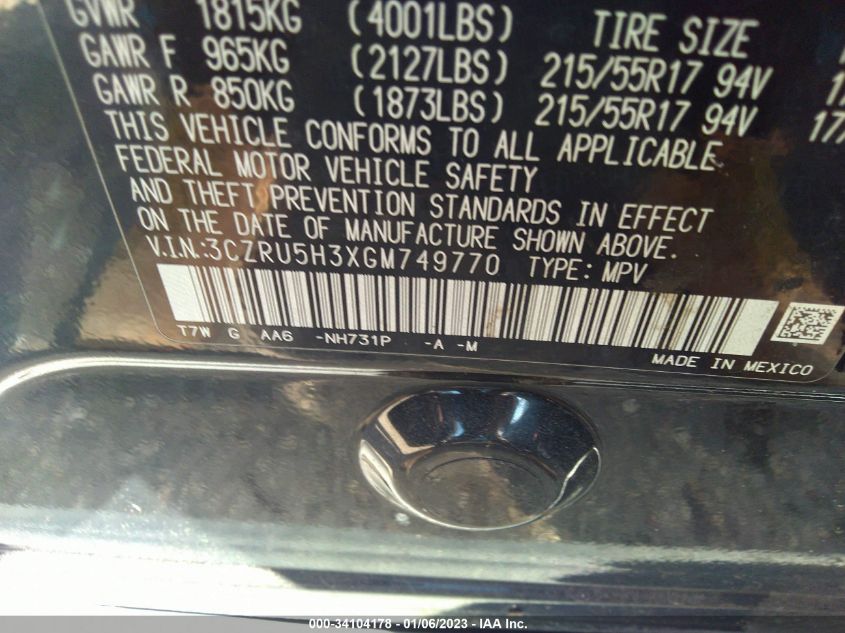 GVWR 1815KG (4001LBS) TIRE SIZE
GAWR F 965KG (2127LBS) 215/55R17 94V
GAWR R 850KG (1873LBS) 215/55R17 94V
THIS VEHICLE CONFORMS TO ALL APPLICABLE
FEDERAL MOTOR VEHICLE SAFETY
AND THEFT PREVENTION STANDARDS IN EFFECT
ON THE DATE OF MANUFACTURE SHOWN ABOVE.
V.I.N.:3CZRU5H3XGM749770 TYPE: MPV
T7W G AA6 -NH731P -A -M
MADE IN MEXICO
000-34104178 - 01/06/2023 - IAA Inc.